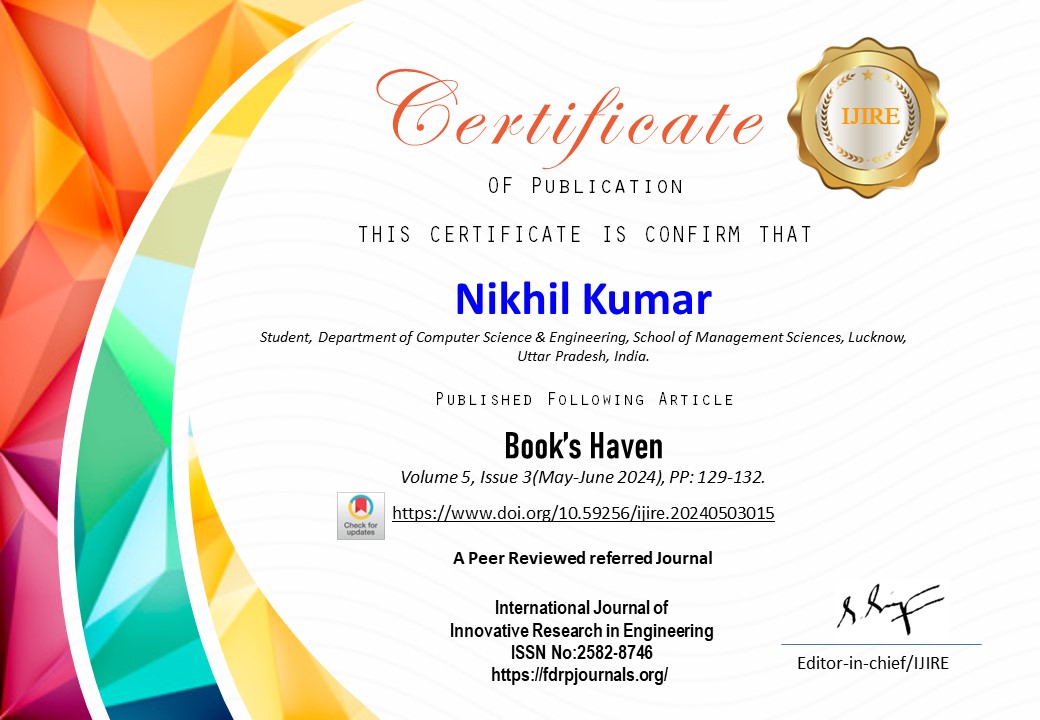 Certificate
IJIRE
OF PUBLICATION
THIS CERTIFICATE IS CONFIRM THAT
Nikhil Kumar
Student, Department of Computer Science & Engineering, School of Management Sciences, Lucknow,
Uttar Pradesh, India.
PUBLISHED FOLLOWING ARTICLE
Book's Haven
Volume 5, Issue 3(May-June 2024), PP: 129-132.
Check for
updates
https://www.doi.org/10.59256/ijire.20240503015
A Peer Reviewed referred Journal
International Journal of
Innovative Research in Engineering
ISSN No:2582-8746
https://fdrpjournals.org/
Editor-in-chief/IJIRE